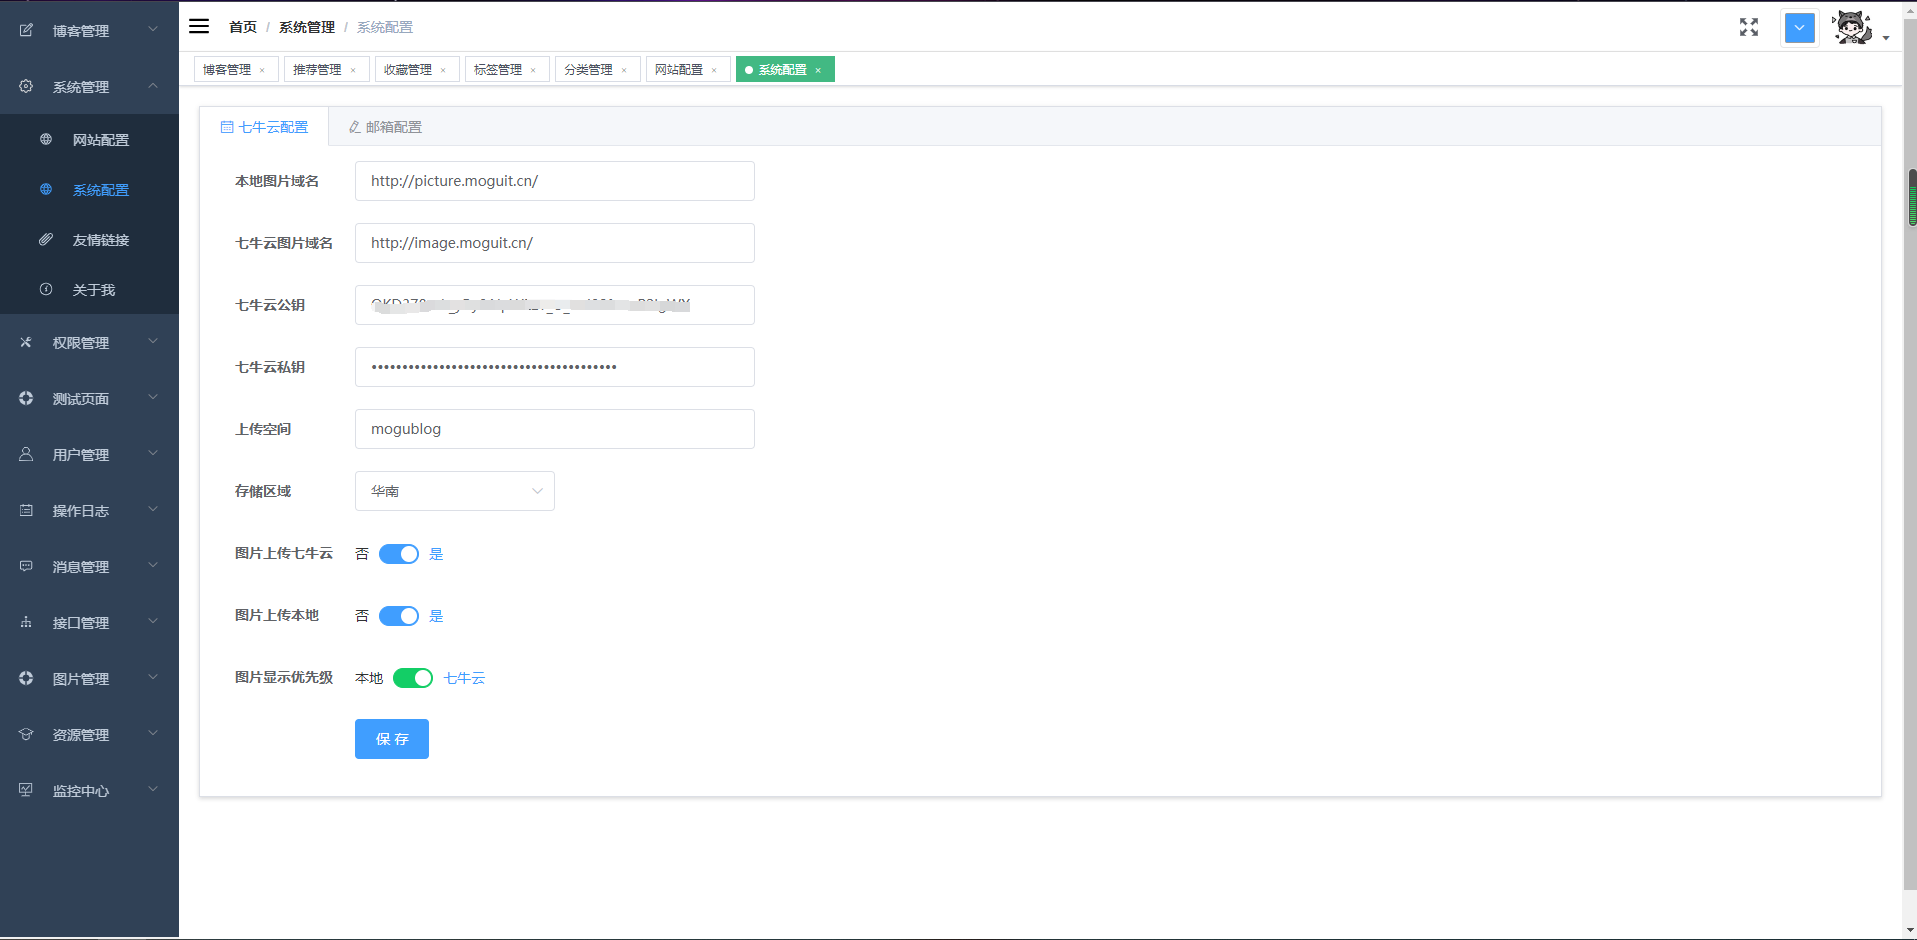 博客管理
系统管理
网站配置
系统配置
友情链接
关于我
权限管理
测试页面
用户管理
操作日志
消息管理
接口管理
图片管理
资源管理
监控中心
首页 / 系统管理 / 系统配置
博客管理 × 推荐管理 × 收藏管理 × 标签管理 × 分类管理 × 网站配置 × 系统配置 ×
七牛云配置 邮箱配置
本地图片域名 http://picture.moguit.cn/
七牛云图片域名 http://image.moguit.cn/
七牛云公钥
七牛云私钥 ••••••••••••••••••••••••••••••••••••••••
上传空间 mogublog
存储区域 华南
图片上传七牛云 否 是
图片上传本地 否 是
图片显示优先级 本地 七牛云
保 存